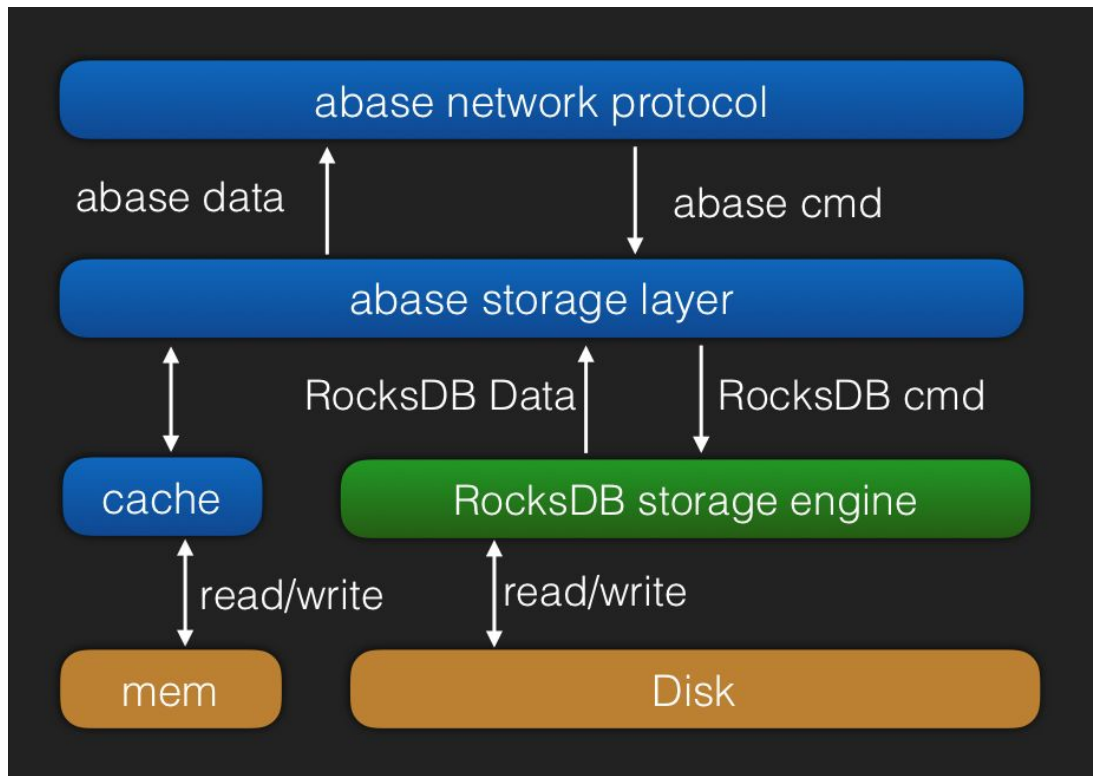 abase network protocol
abase data
abase cmd
abase storage layer
RocksDB Data
RocksDB cmd
cache
RocksDB storage engine
read/write
read/write
mem
Disk